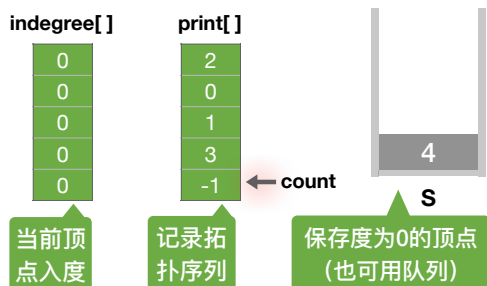 indegree[ ] print[ ]
0 2
0 0
0 1
0 3 4
0 -1 count
S
当前顶 记录拓 保存度为0的顶点
点入度 扑序列 （也可用队列）